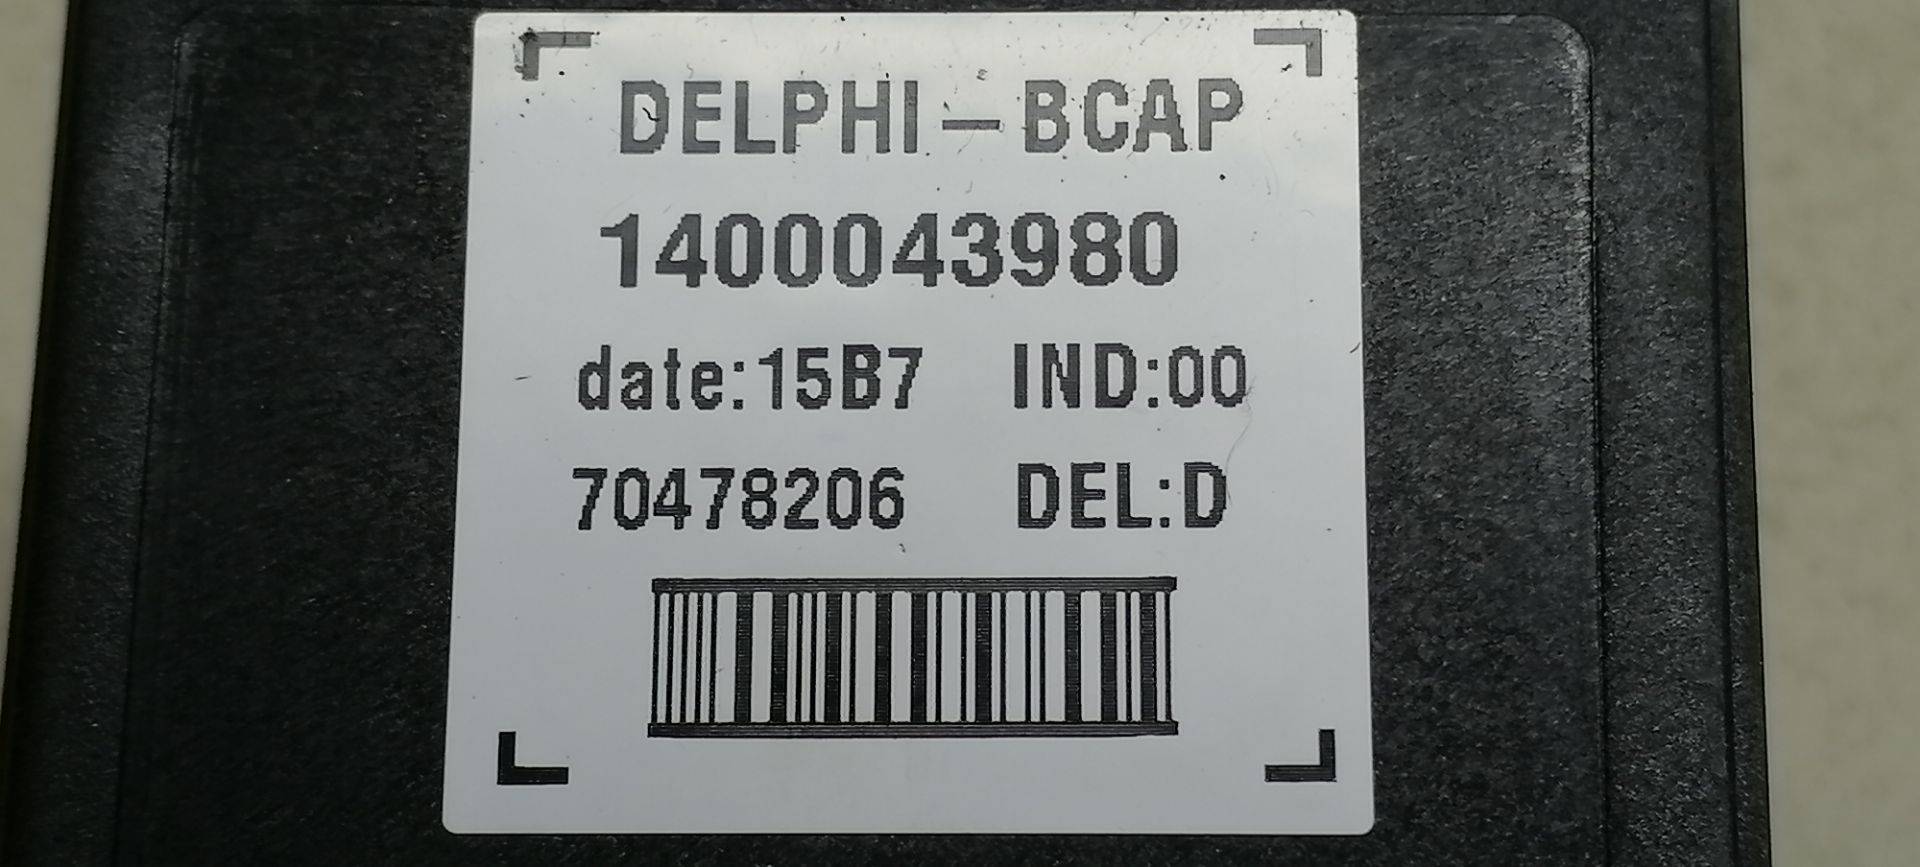 DELPHI-BCAP
1400043980
date:15B7 IND:00
70478206 DEL:D